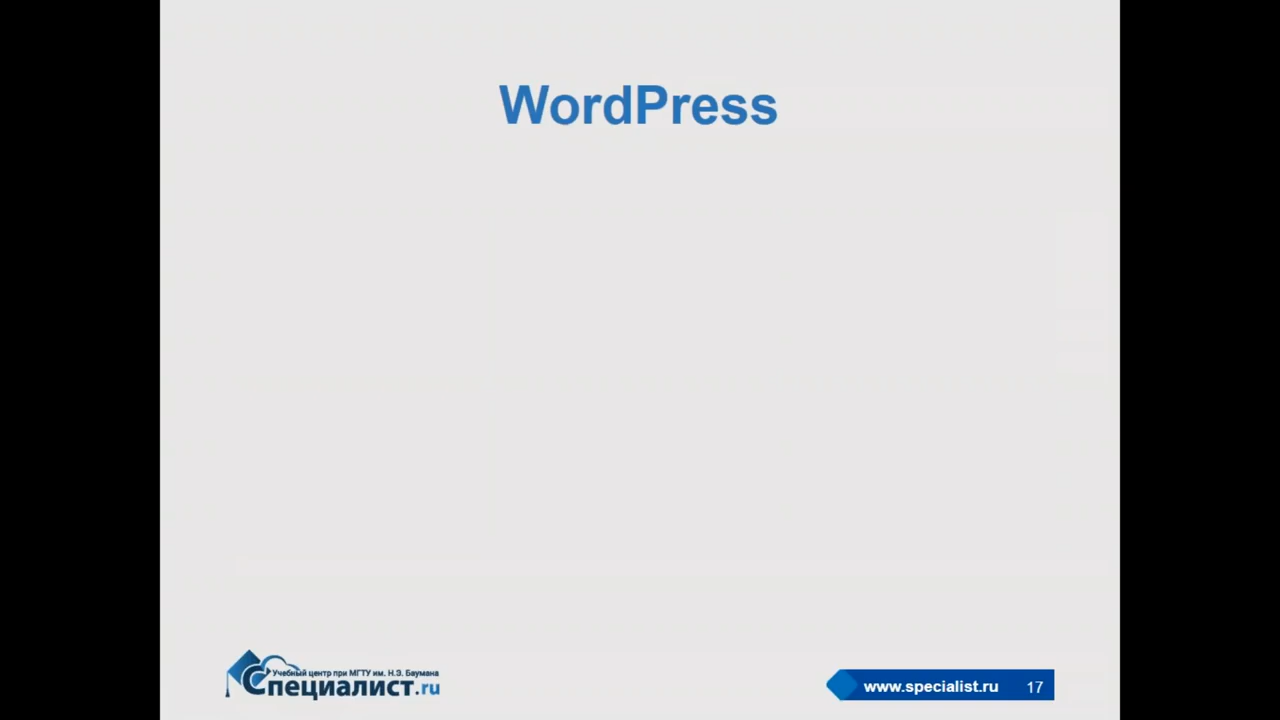 WordPress
Учебный центр при МГТУ им. Н.Э. Баумана
Специалист.ru
www.specialist.ru 17